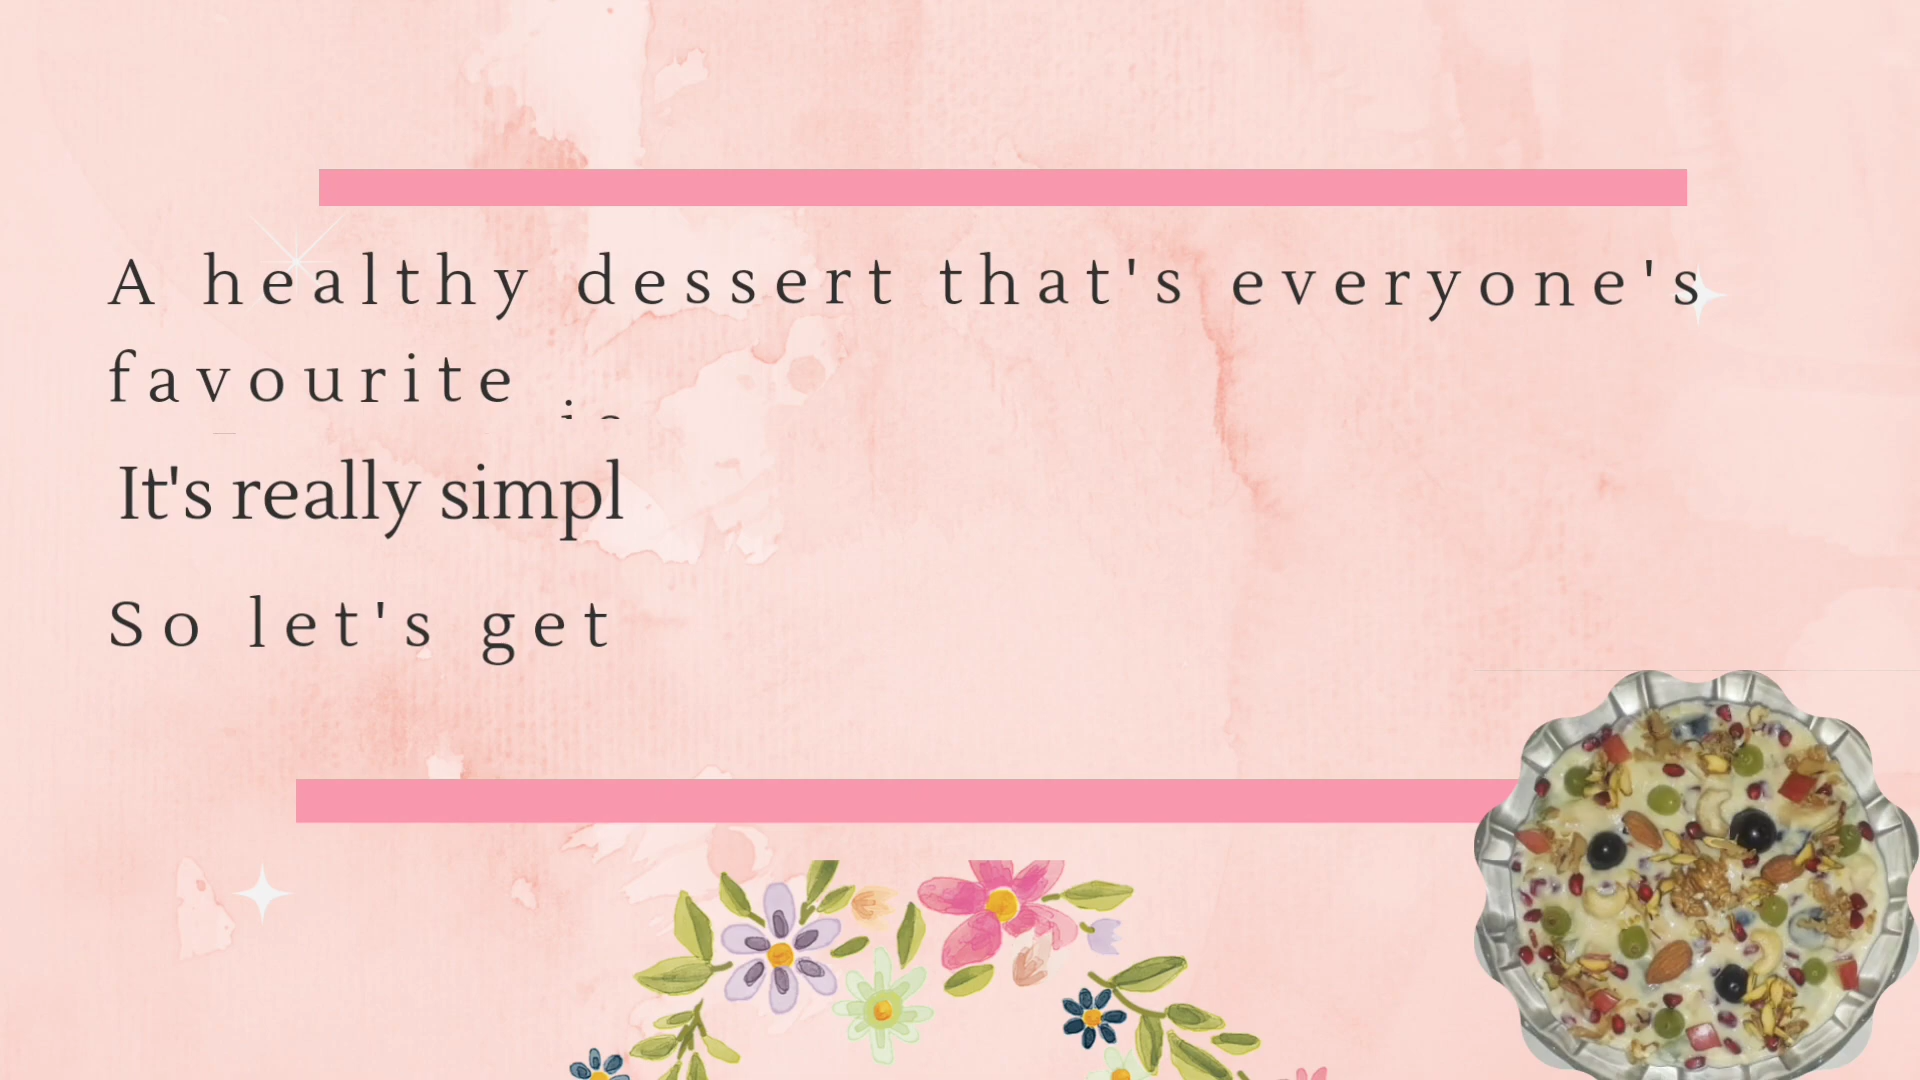 A healthy dessert that's everyone's
favourite
It's really simpl
So let's get